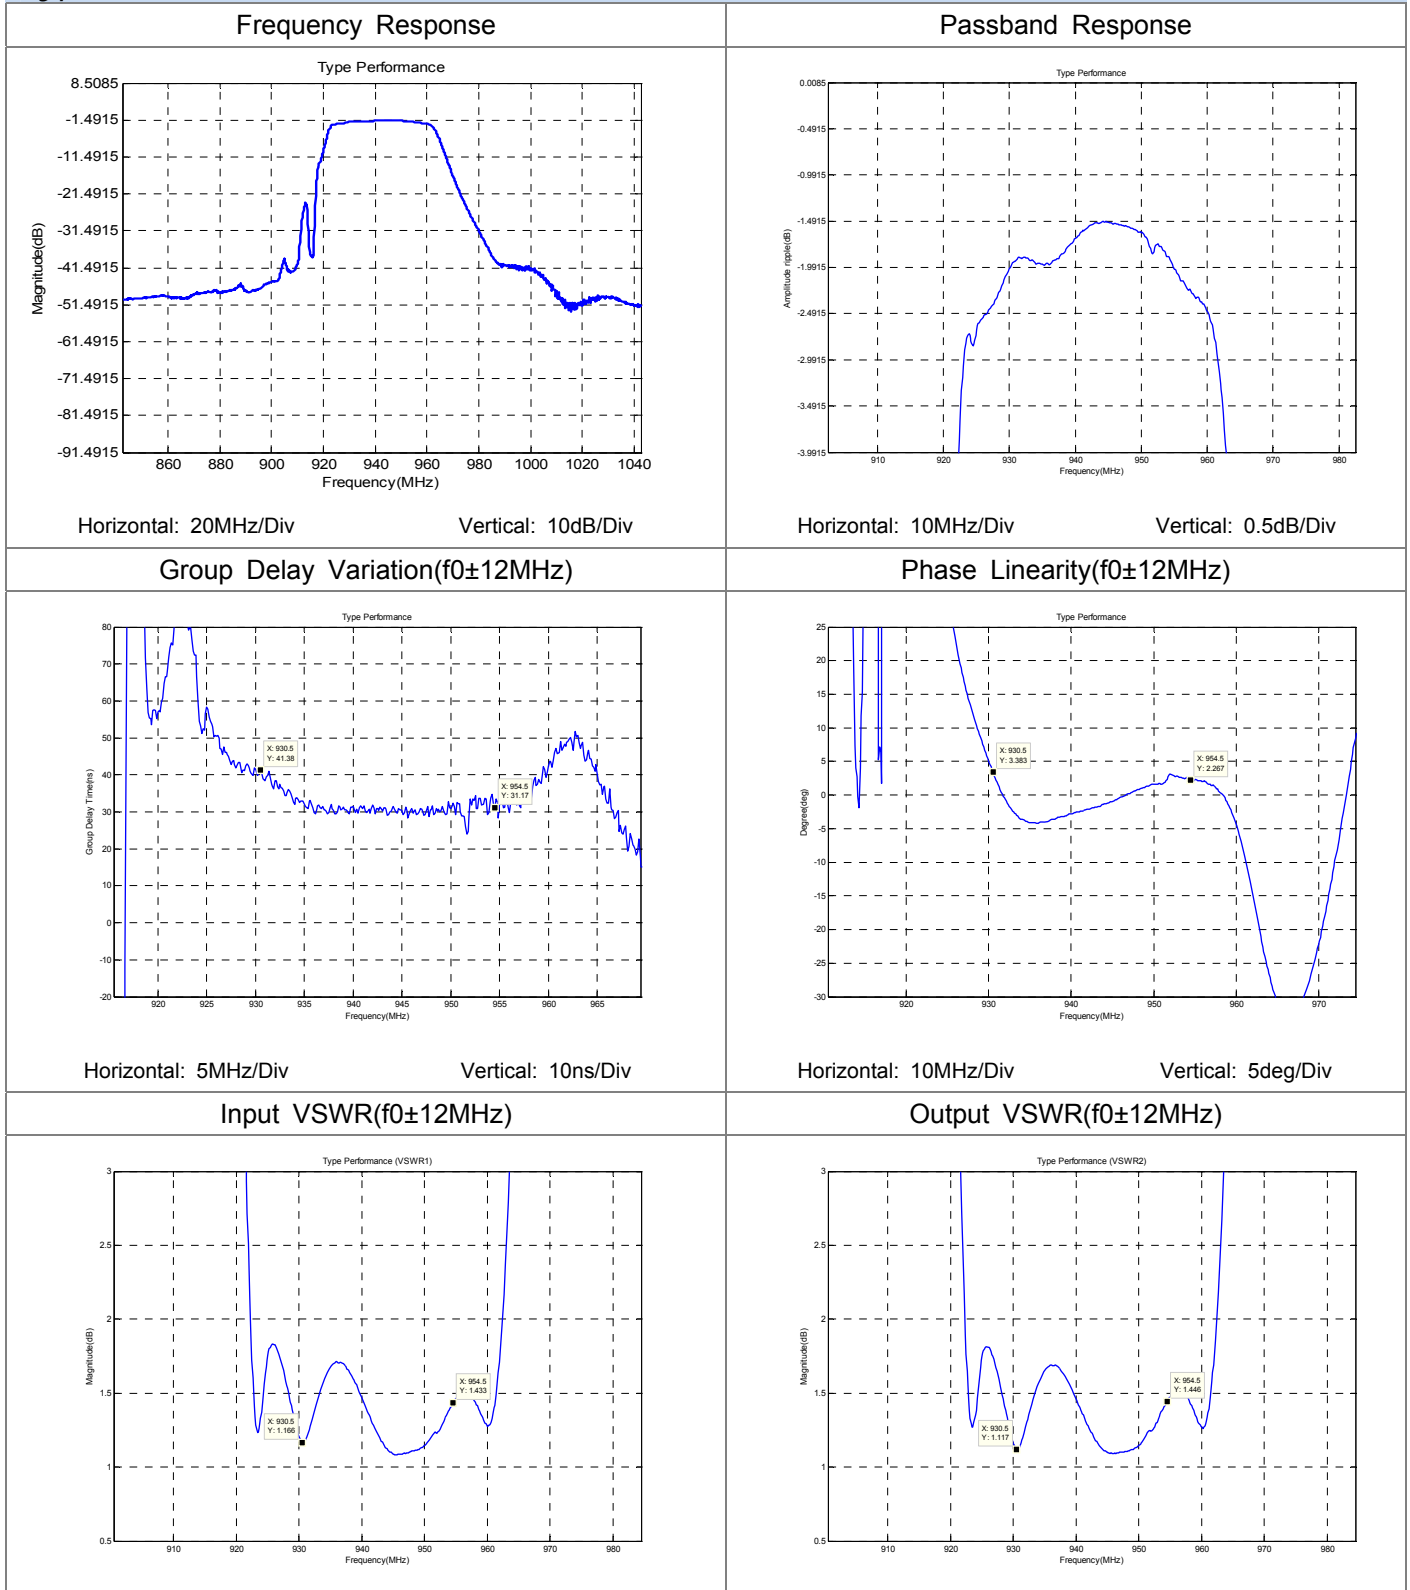 Frequency Response
Passband Response
Type Performance
8.5085
-1.4915
-11.4915
-21.4915
-31.4915
-41.4915
-51.4915
-61.4915
-71.4915
-81.4915
-91.4915
Magnitude(dB)
860 880 900 920 940 960 980 1000 1020 1040
Frequency(MHz)
Horizontal: 20MHz/Div Vertical: 10dB/Div
Type Performance
0.0085
-0.4915
-0.9915
-1.4915
-1.9915
-2.4915
-2.9915
-3.4915
-3.9915
Amplitude ripple(dB)
910 920 930 940 950 960 970 980
Frequency(MHz)
Horizontal: 10MHz/Div Vertical: 0.5dB/Div
Group Delay Variation(f0±12MHz)
Phase Linearity(f0±12MHz)
Type Performance
80
70
60
50
40
30
20
10
0
-10
-20
Group Delay Time(ns)
X: 930.5
Y: 41.38
X: 954.5
Y: 31.17
920 925 930 935 940 945 950 955 960 965
Frequency(MHz)
Horizontal: 5MHz/Div Vertical: 10ns/Div
Type Performance
25
20
15
10
5
0
-5
-10
-15
-20
-25
-30
Degree(deg)
X: 930.5
Y: 3.383
X: 954.5
Y: 2.267
920 930 940 950 960 970
Frequency(MHz)
Horizontal: 10MHz/Div Vertical: 5deg/Div
Input VSWR(f0±12MHz)
Output VSWR(f0±12MHz)
Type Performance (VSWR1)
3
2.5
2
1.5
1
0.5
Magnitude(dB)
X: 930.5
Y: 1.166
X: 954.5
Y: 1.433
910 920 930 940 950 960 970 980
Frequency(MHz)
Type Performance (VSWR2)
3
2.5
2
1.5
1
0.5
Magnitude(dB)
X: 930.5
Y: 1.117
X: 954.5
Y: 1.446
910 920 930 940 950 960 970 980
Frequency(MHz)